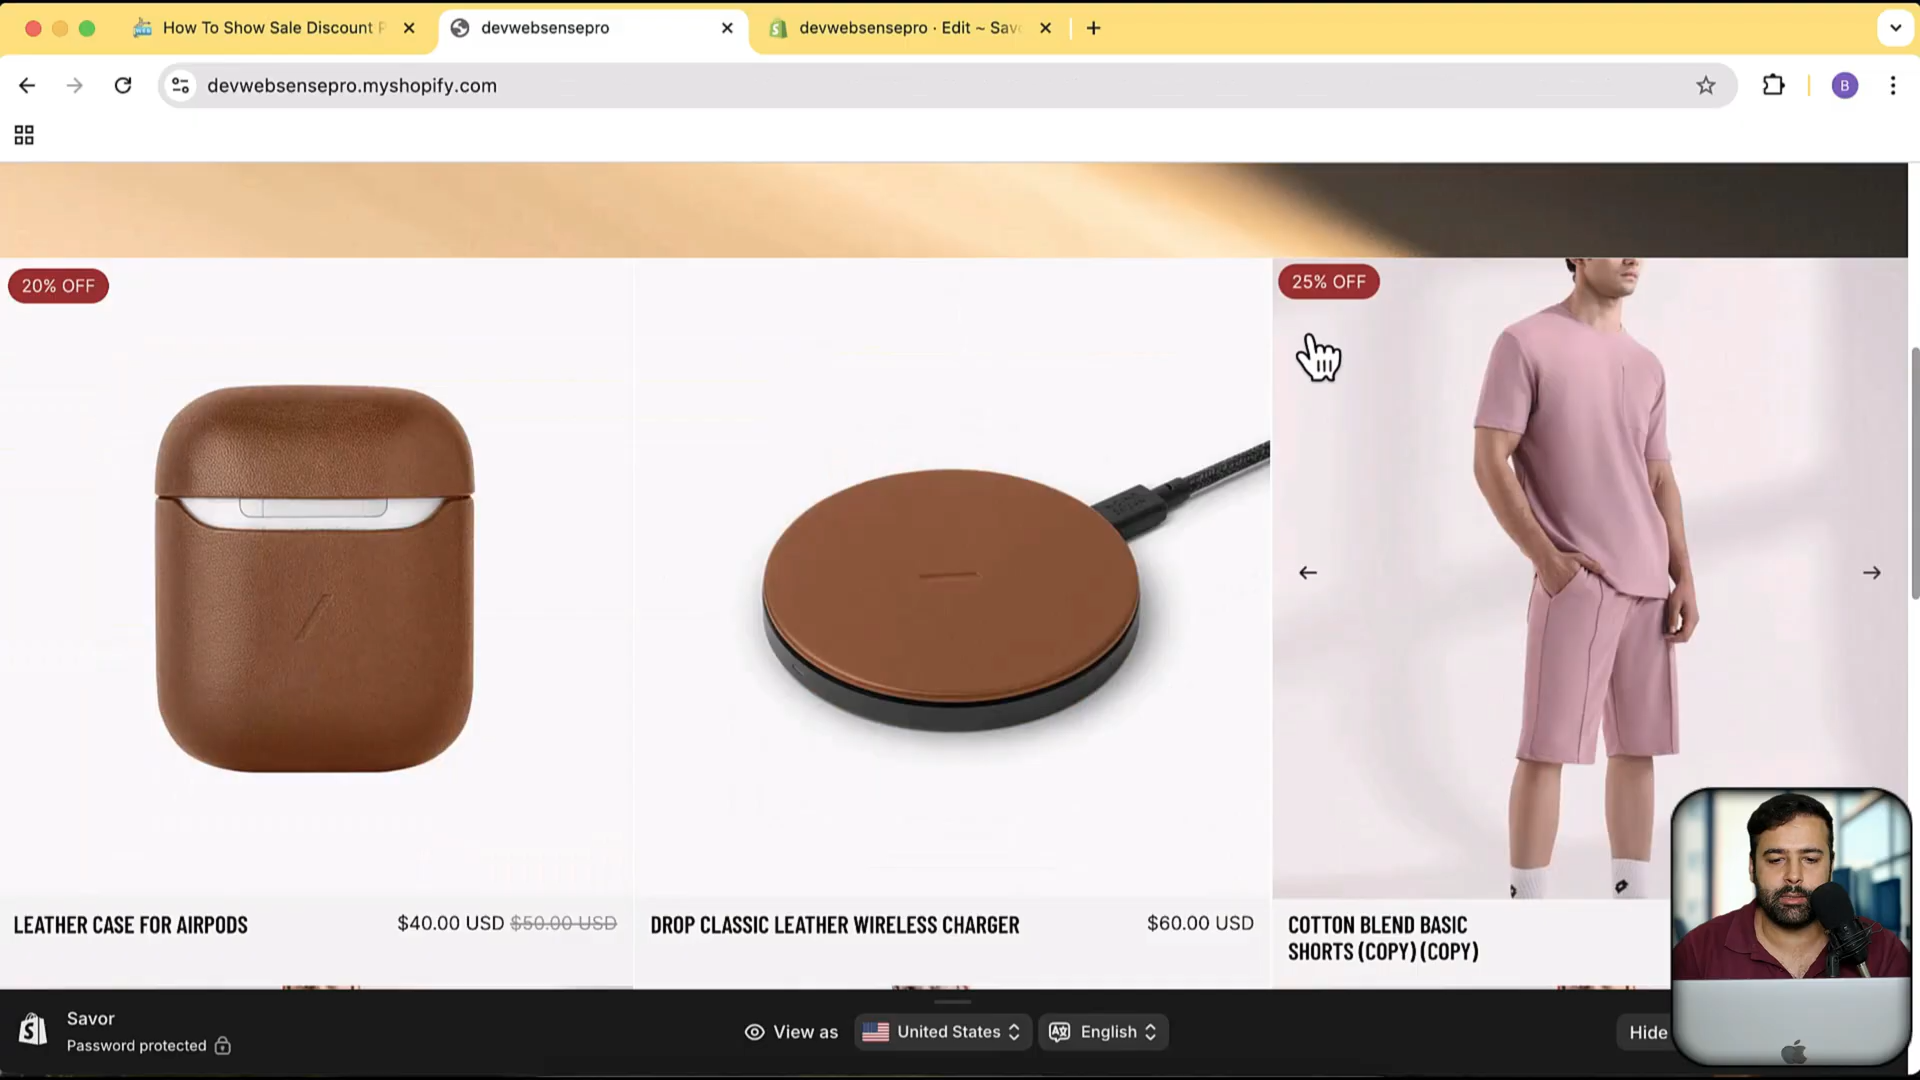 How To Show Sale Discount
devwebsensepro
devwebsensepro · Edit ~ Savo
devwebsensepro.myshopify.com
B
20% OFF
25% OFF
LEATHER CASE FOR AIRPODS
$40.00 USD $50.00 USD
DROP CLASSIC LEATHER WIRELESS CHARGER
$60.00 USD
COTTON BLEND BASIC
SHORTS (COPY) (COPY)
Savor
Password protected
View as
United States
English
Hide